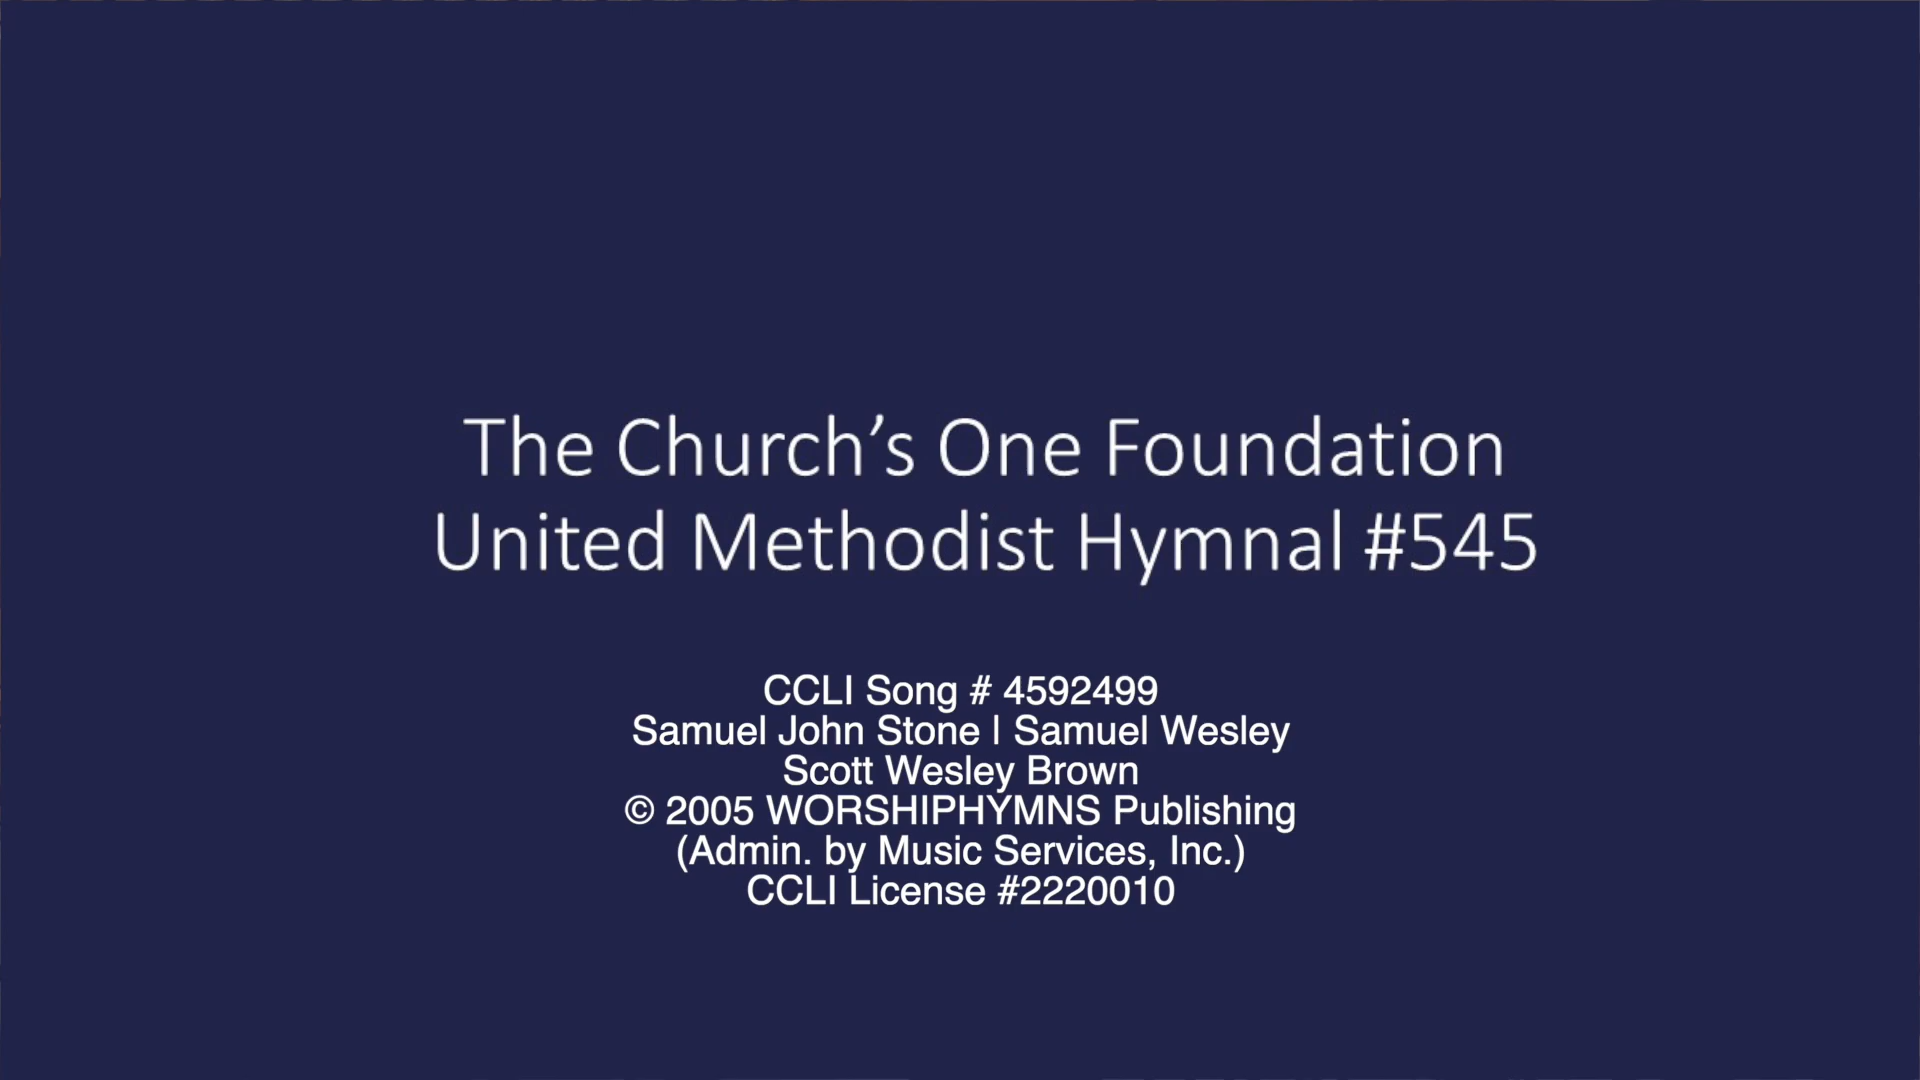 The Church’s One Foundation
United Methodist Hymnal #545
CCLI Song # 4592499
Samuel John Stone | Samuel Wesley
Scott Wesley Brown
© 2005 WORSHIPHYMNS Publishing
(Admin. by Music Services, Inc.)
CCLI License #2220010